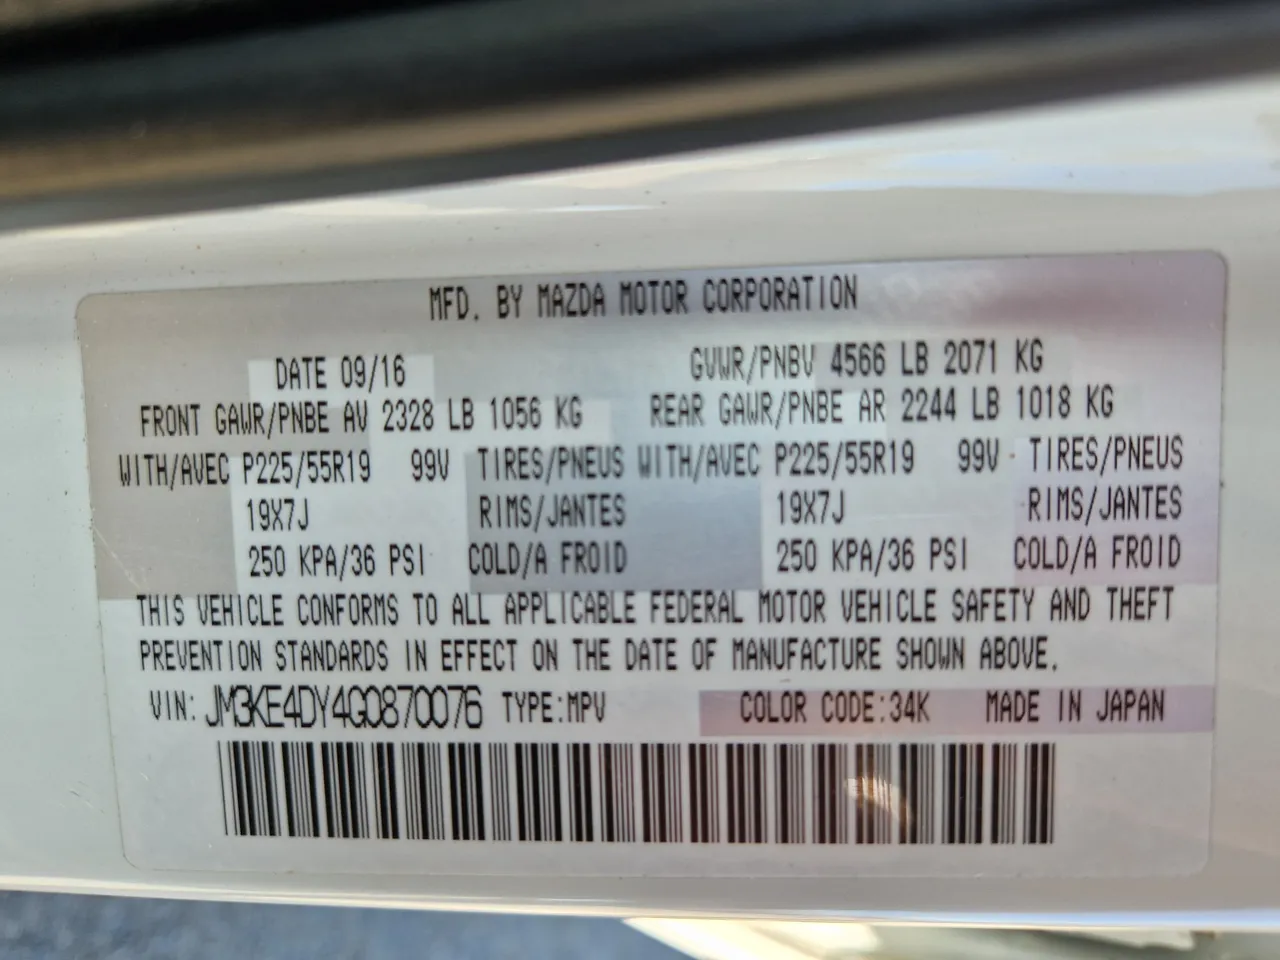 MFD. BY MAZDA MOTOR CORPORATION
DATE 09/16 GVWR/PNBV 4566 LB 2071 KG
FRONT GAWR/PNBE AV 2328 LB 1056 KG REAR GAWR/PNBE AR 2244 LB 1018 KG
WITH/AVEC P225/55R19 99V TIRES/PNEUS WITH/AVEC P225/55R19 99V TIRES/PNEUS
19X7J RIMS/JANTES 19X7J RIMS/JANTES
250 KPA/36 PSI COLD/A FROID 250 KPA/36 PSI COLD/A FROID
THIS VEHICLE CONFORMS TO ALL APPLICABLE FEDERAL MOTOR VEHICLE SAFETY AND THEFT
PREVENTION STANDARDS IN EFFECT ON THE DATE OF MANUFACTURE SHOWN ABOVE.
VIN: JM3KE4DY4G0870076 TYPE:MPV COLOR CODE:34K MADE IN JAPAN